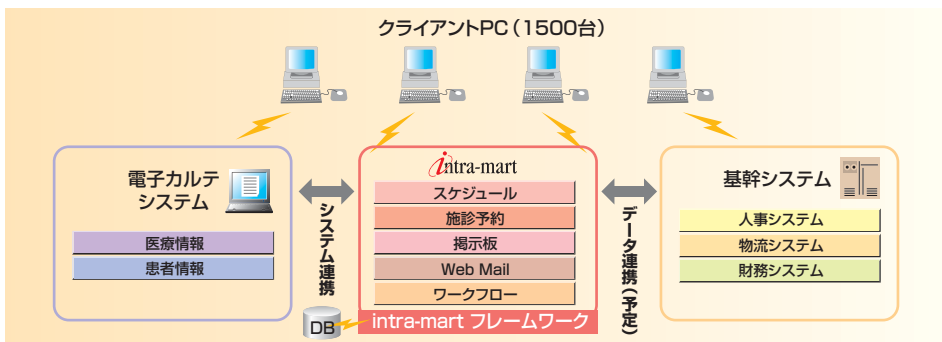 クライアントPC（1500台）
電子カルテ
システム
医療情報
患者情報
システム連携
intra-mart
スケジュール
施診予約
掲示板
Web Mail
ワークフロー
intra-mart フレームワーク
DB
データ連携（予定）
基幹システム
人事システム
物流システム
財務システム